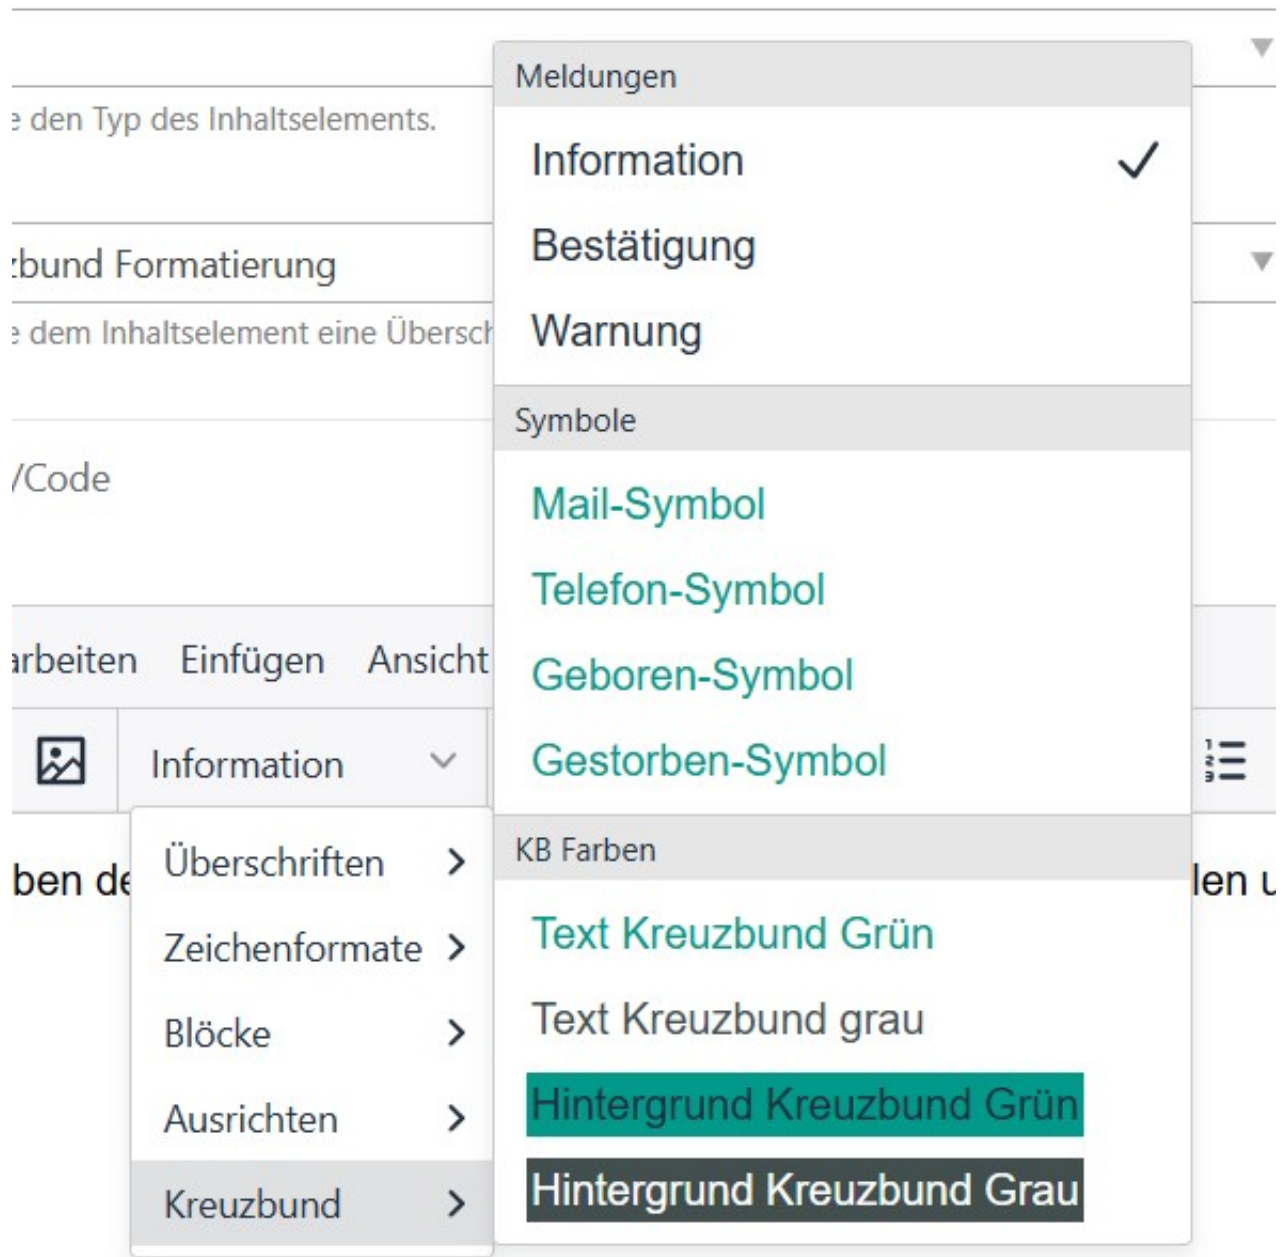 Meldungen
e den Typ des Inhaltselements.
Information
Bestätigung
zbund Formatierung
e dem Inhaltselement eine Übersch
Warnung
Symbole
/Code
Mail-Symbol
Telefon-Symbol
arbeiten Einfügen Ansicht
Geboren-Symbol
Information
Gestorben-Symbol
KB Farben
Überschriften
ben de
len u
Text Kreuzbund Grün
Zeichenformate
Text Kreuzbund grau
Blöcke
Hintergrund Kreuzbund Grün
Ausrichten
Hintergrund Kreuzbund Grau
Kreuzbund